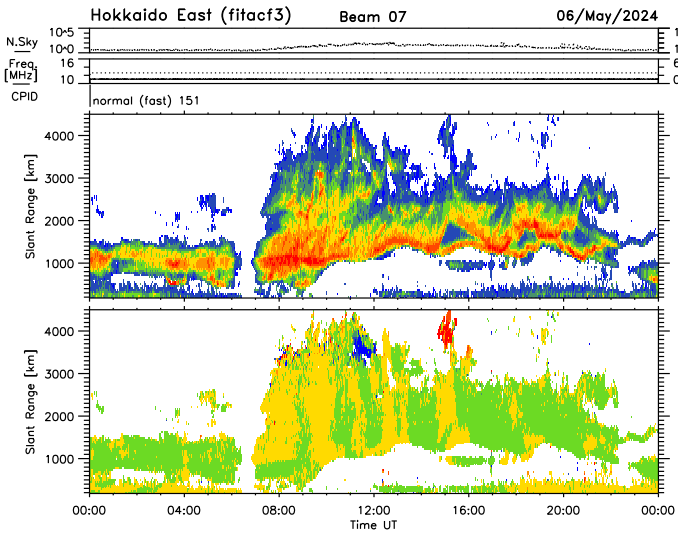 Hokkaido East (fitacf3) Beam 07 06/May/2024
10^5
N.Sky
10^0
Freq. 16 6
[MHz] 10 0
CPID
normal (fast) 151
4000
3000
2000
1000
Slant Range [km]
4000
3000
2000
1000
Slant Range [km]
00:00 04:00 08:00 12:00 16:00 20:00 00:00
Time UT